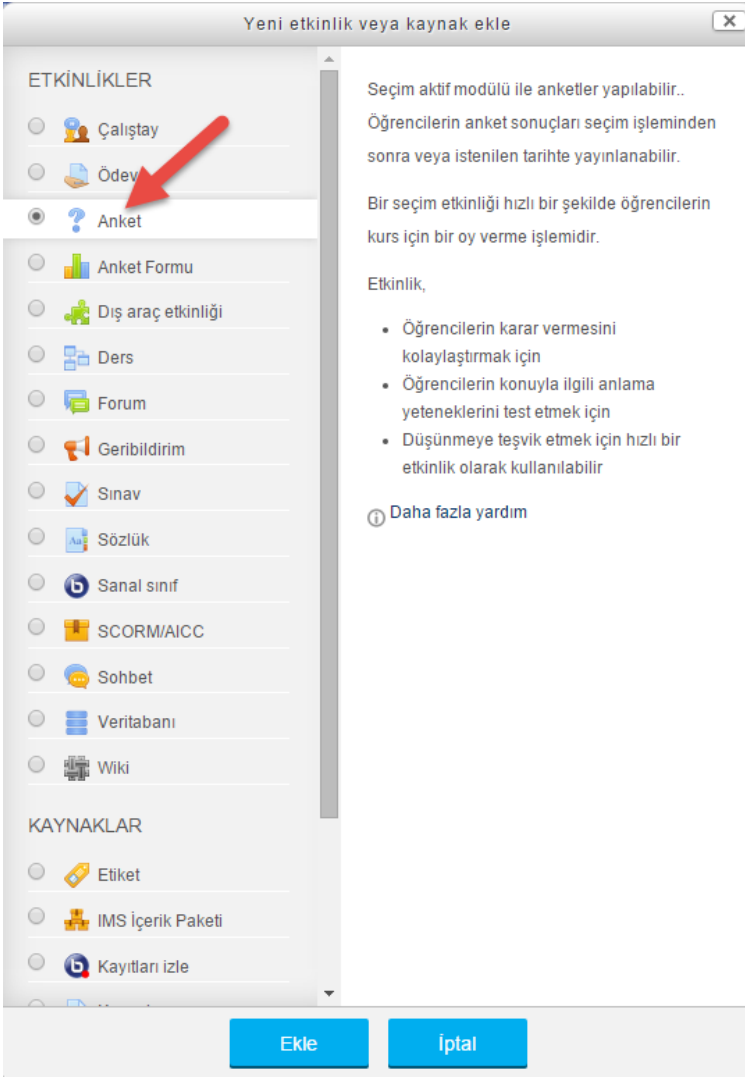 Yeni etkinlik veya kaynak ekle
ETKİNLİKLER
Çalıştay
Ödev
Anket
Anket Formu
Dış araç etkinliği
Ders
Forum
Geribildirim
Sınav
Sözlük
Sanal sınıf
SCORM/AICC
Sohbet
Veritabanı
Wiki
KAYNAKLAR
Etiket
IMS İçerik Paketi
Kayıtları izle
Seçim aktif modülü ile anketler yapılabilir..
Öğrencilerin anket sonuçları seçim işleminden
sonra veya istenilen tarihte yayınlanabilir.
Bir seçim etkinliği hızlı bir şekilde öğrencilerin
kurs için bir oy verme işlemidir.
Etkinlik,
Öğrencilerin karar vermesini
kolaylaştırmak için
Öğrencilerin konuyla ilgili anlama
yeteneklerini test etmek için
Düşünmeye teşvik etmek için hızlı bir
etkinlik olarak kullanılabilir
Daha fazla yardım
Ekle
İptal